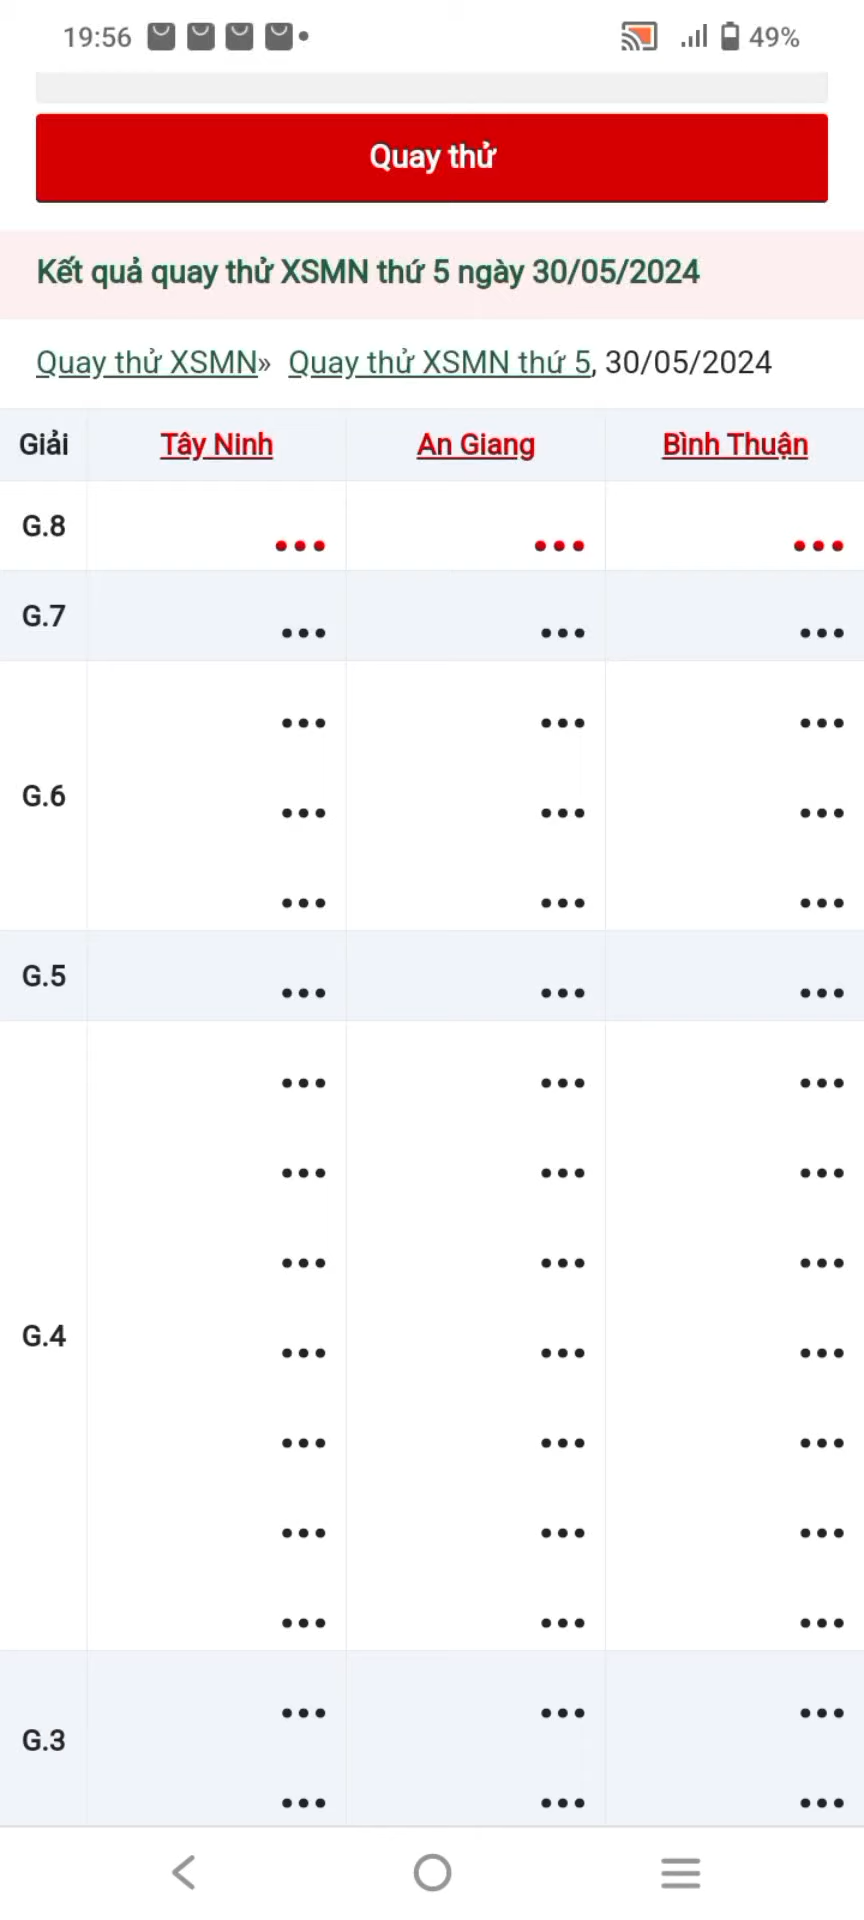 19:56
49%
Quay thử
Kết quả quay thử XSMN thứ 5 ngày 30/05/2024
Quay thử XSMN» Quay thử XSMN thứ 5, 30/05/2024
Giải Tây Ninh An Giang Bình Thuận
G.8 ... ... ...
G.7 ... ... ...
... ... ...
G.6 ... ... ...
... ... ...
G.5 ... ... ...
... ... ...
... ... ...
... ... ...
G.4 ... ... ...
... ... ...
... ... ...
... ... ...
G.3 ... ... ...
... ... ...